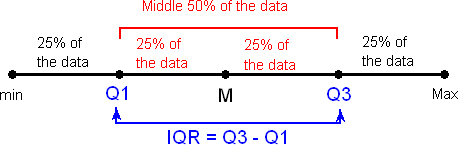 Middle 50% of the data
25% of
the data
25% of
the data
25% of
the data
25% of
the data
min
Q1
M
Q3
Max
IQR = Q3 - Q1